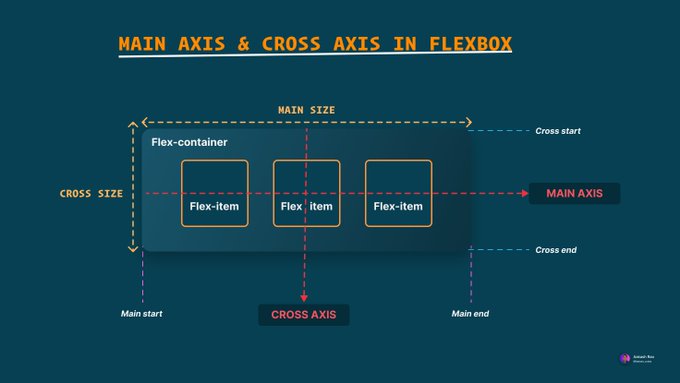 MAIN AXIS & CROSS AXIS IN FLEXBOX
MAIN SIZE
Cross start
Flex-container
CROSS SIZE
MAIN AXIS
Flex-item
Flex item
Flex-item
Cross end
Main start
CROSS AXIS
Main end